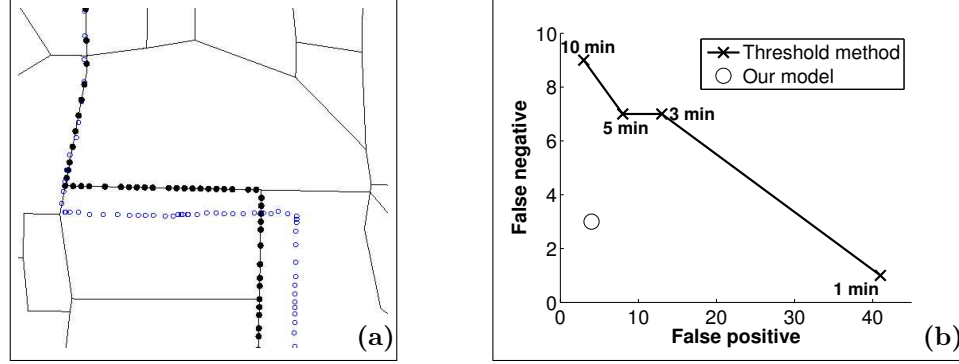 (a)
10
8
6
4
2
0
0
10
20
30
40
False negative
False positive
10 min
5 min
3 min
1 min
Threshold method
Our model
(b)